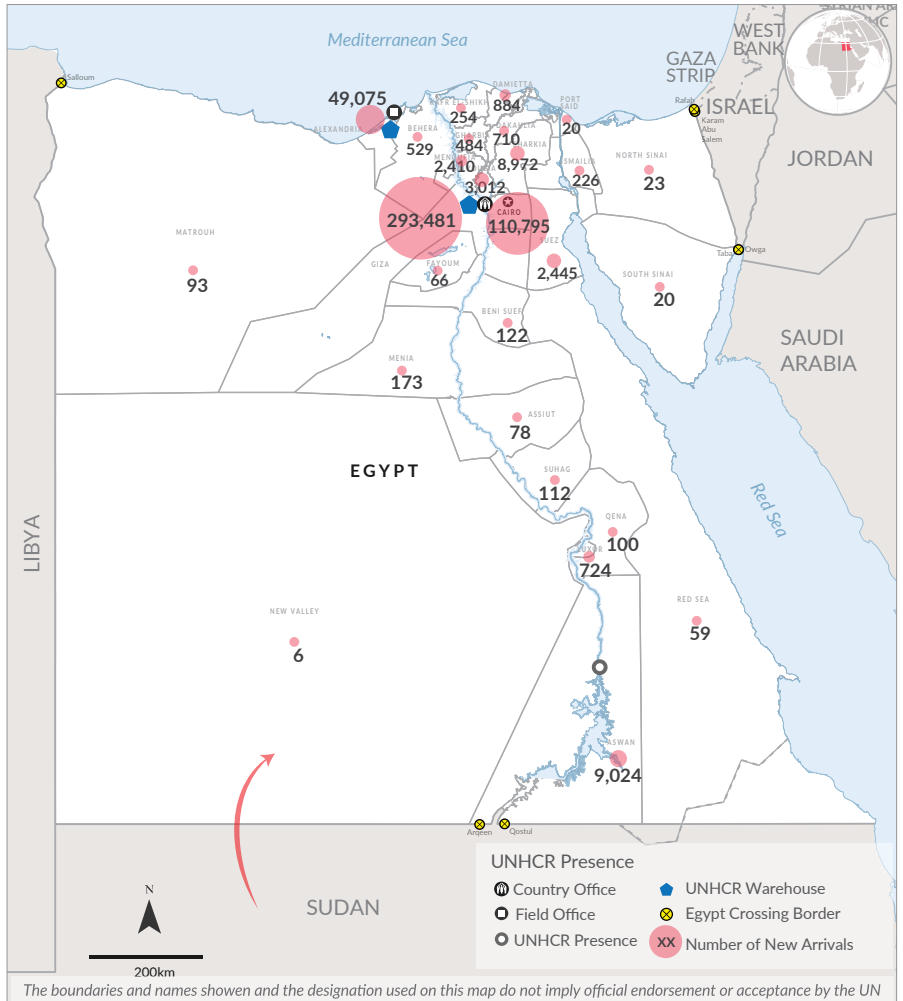 Mediterranean Sea
WEST
BANK
GAZA
STRIP
ISRAEL
JORDAN
SAUDI
ARABIA
Salloum
Rafah
Karam
Abu
Salem
Taba
Owga
49,075
ALEXANDRIA
BEHERA
529
KAFR EL-SHIKH
254
DAMIETTA
884
PORT
SAID
20
DAKAHLIA
710
GHARBIA
484
2,410
8,972
3,012
ISMAILIA
226
NORTH SINAI
23
293,481
CAIRO
110,795
MATROUH
93
GIZA
FAYOUM
66
SUEZ
2,445
SOUTH SINAI
20
BENI SUEF
122
MENIA
173
ASSIUT
78
EGYPT
SUHAG
112
QENA
100
LUXOR
724
LIBYA
Red Sea
NEW VALLEY
6
RED SEA
59
ASWAN
9,024
Arqeen
Qostul
SUDAN
N
200km
UNHCR Presence
Country Office
UNHCR Warehouse
Field Office
Egypt Crossing Border
UNHCR Presence
XX Number of New Arrivals
The boundaries and names showen and the designation used on this map do not imply official endorsement or acceptance by the UN